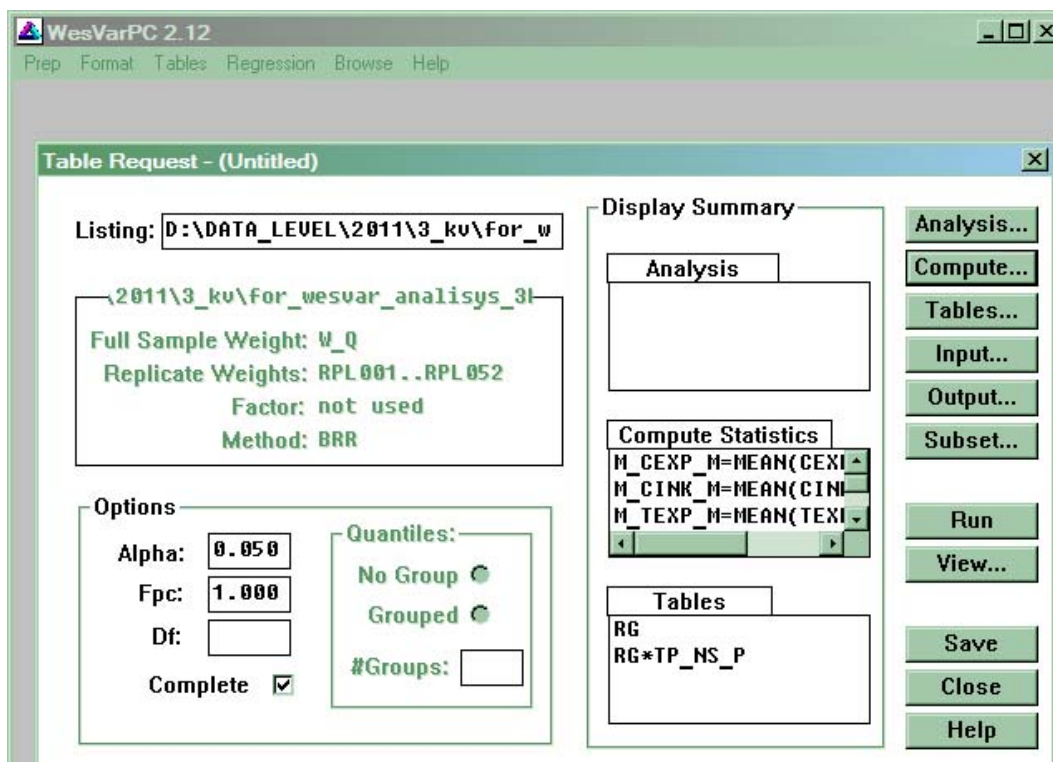 WesVarPC 2.12
Prep Format Tables Regression Browse Help
Table Request - (Untitled)
Listing: D:\DATA_LEVEL\2011\3_kv\for_w
.\2011\3_kv\for_wesvar_analisys_3
Full Sample Weight: W_Q
Replicate Weights: RPL001..RPL052
Factor: not used
Method: BRR
Options
Alpha: 0.050
Fpc: 1.000
Df:
Complete
Quantiles:
No Group
Grouped
#Groups:
Display Summary
Analysis
Compute Statistics
M_CEXP_M=MEAN(CEX
M_CINK_M=MEAN(CIN
M_TEXP_M=MEAN(TEX
Tables
RG
RG*TP_NS_P
Analysis...
Compute...
Tables...
Input...
Output...
Subset...
Run
View...
Save
Close
Help